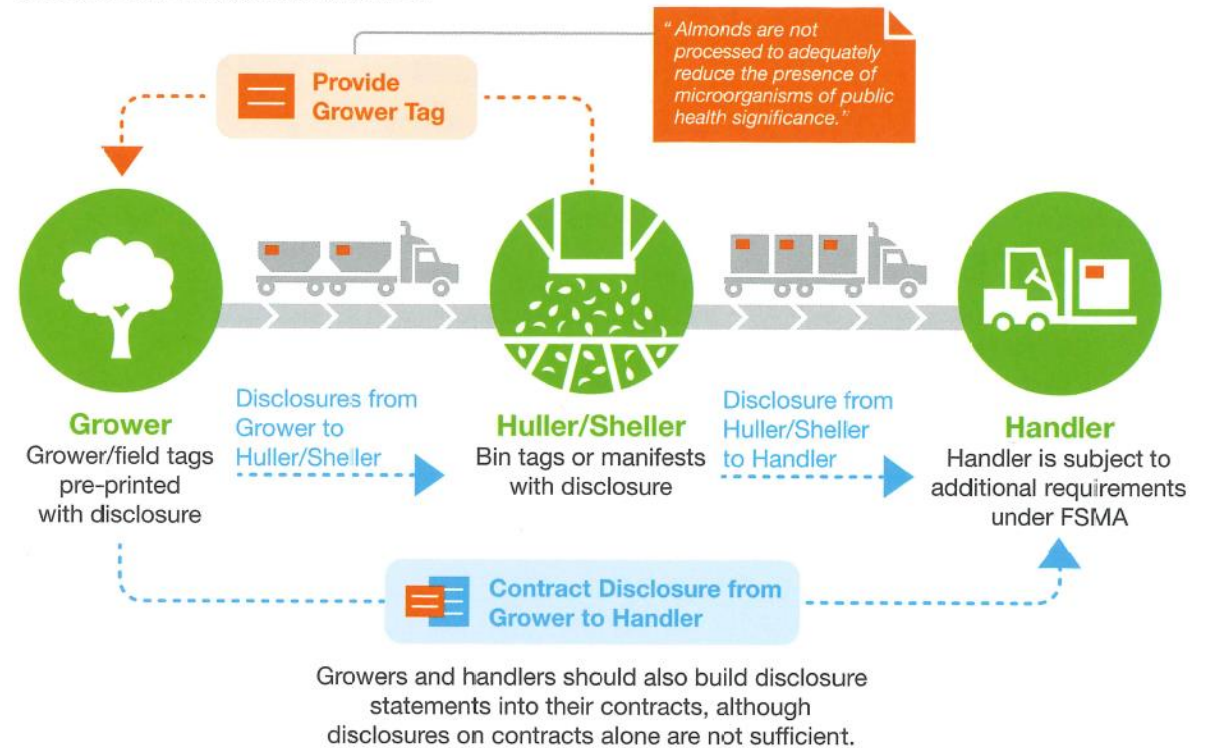 Provide
Grower Tag
“Almonds are not
processed to adequately
reduce the presence of
microorganisms of public
health significance.”
Disclosures from
Grower to
Huller/Sheller
Disclosure from
Huller/Sheller
to Handler
Grower
Grower/field tags
pre-printed
with disclosure
Huller/Sheller
Bin tags or manifests
with disclosure
Handler
Handler is subject to
additional requirements
under FSMA
Contract Disclosure from
Grower to Handler
Growers and handlers should also build disclosure
statements into their contracts, although
disclosures on contracts alone are not sufficient.